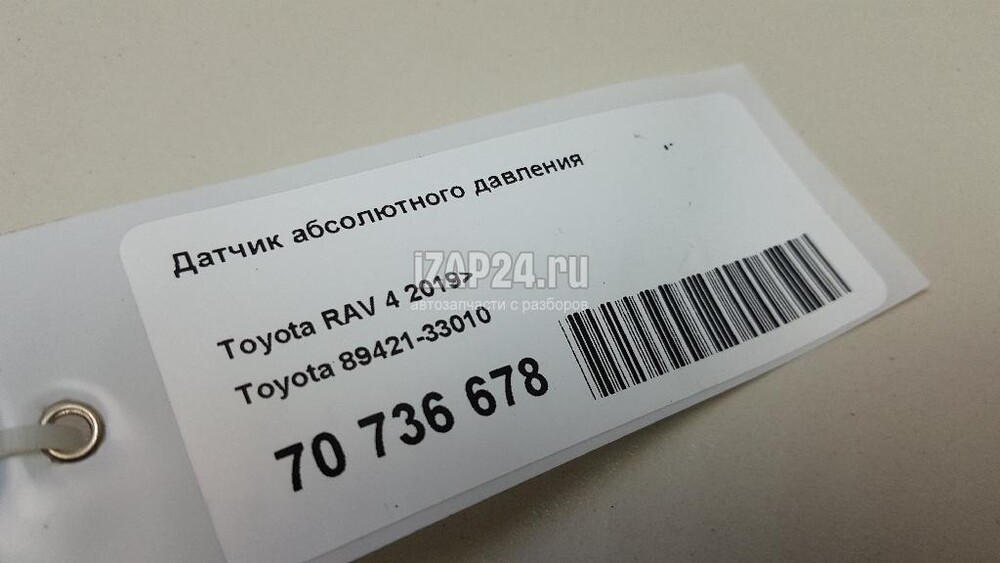 Датчик абсолютного давления
iZAP24.ru
автозапчасти с разборов
Toyota RAV 4 2019>
Toyota 89421-33010
70 736 678